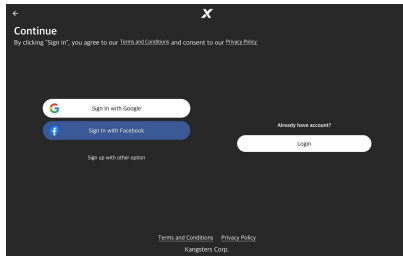 X
Continue
By clicking "Sign in", you agree to our Terms and Conditions and consent to our Privacy Policy.
Sign In with Google
Sign In with Facebook
Sign up with other option
Already have account?
Login
Terms and Conditions Privacy Policy
Kangsters Corp.